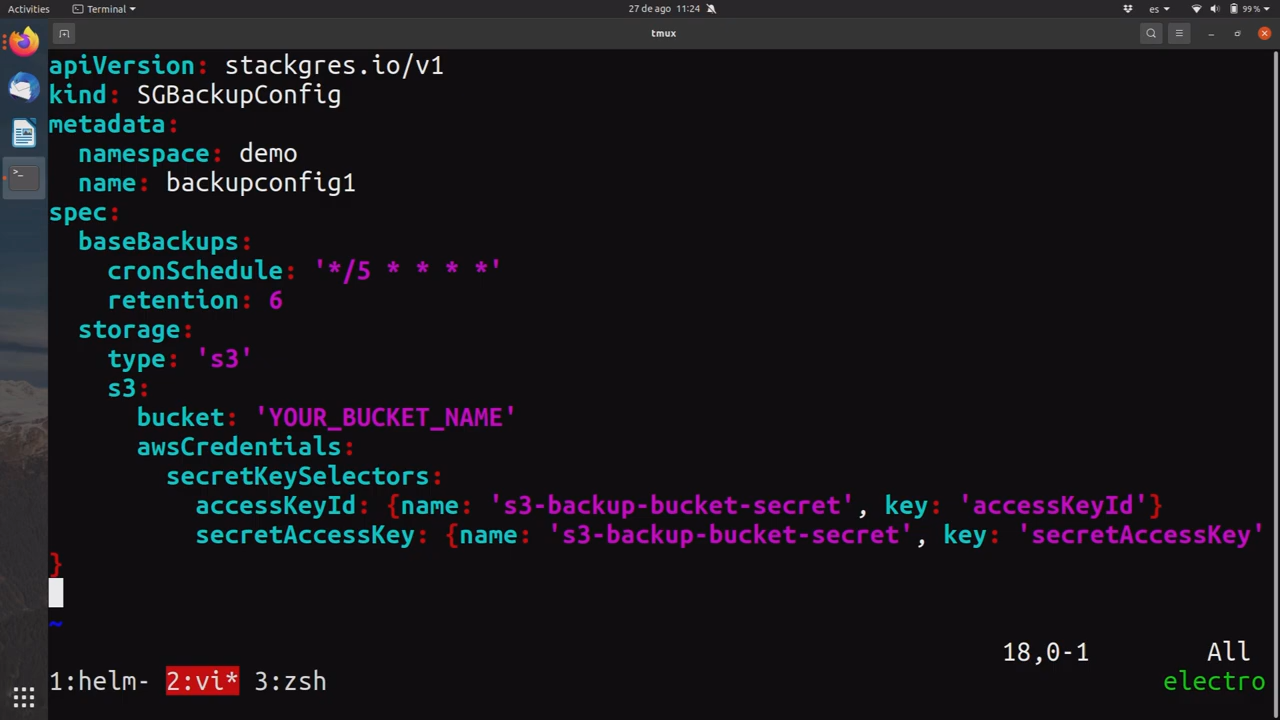 Activities Terminal 27 de ago 11:24 es 99 %
tmux
apiVersion: stackgres.io/v1
kind: SGBackupConfig
metadata:
  namespace: demo
  name: backupconfig1
spec:
  baseBackups:
    cronSchedule: '*/5 * * * *'
    retention: 6
  storage:
    type: 's3'
    s3:
      bucket: 'YOUR_BUCKET_NAME'
      awsCredentials:
        secretKeySelectors:
          accessKeyId: {name: 's3-backup-bucket-secret', key: 'accessKeyId'}
          secretAccessKey: {name: 's3-backup-bucket-secret', key: 'secretAccessKey'
}
~
18,0-1 All
1:helm- 2:vi* 3:zsh electro